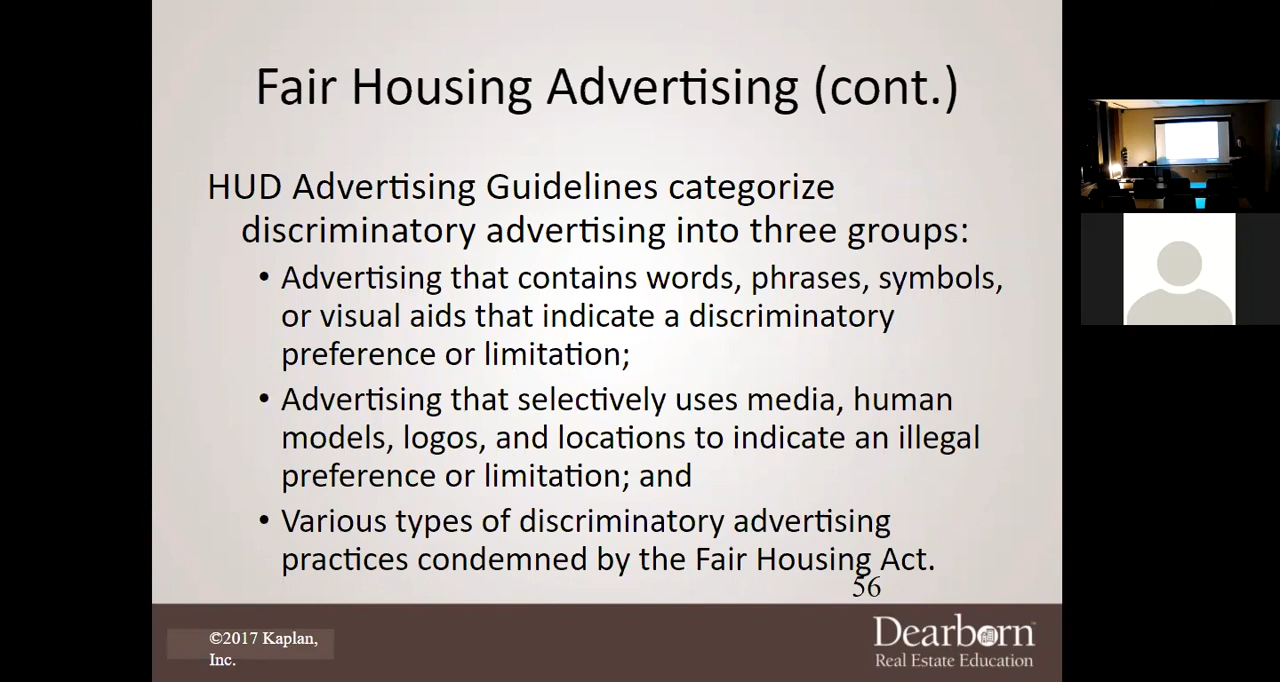 Fair Housing Advertising (cont.)
HUD Advertising Guidelines categorize
discriminatory advertising into three groups:
• Advertising that contains words, phrases, symbols,
or visual aids that indicate a discriminatory
preference or limitation;
• Advertising that selectively uses media, human
models, logos, and locations to indicate an illegal
preference or limitation; and
• Various types of discriminatory advertising
practices condemned by the Fair Housing Act.
56
©2017 Kaplan,
Inc.
Dearborn™
Real Estate Education